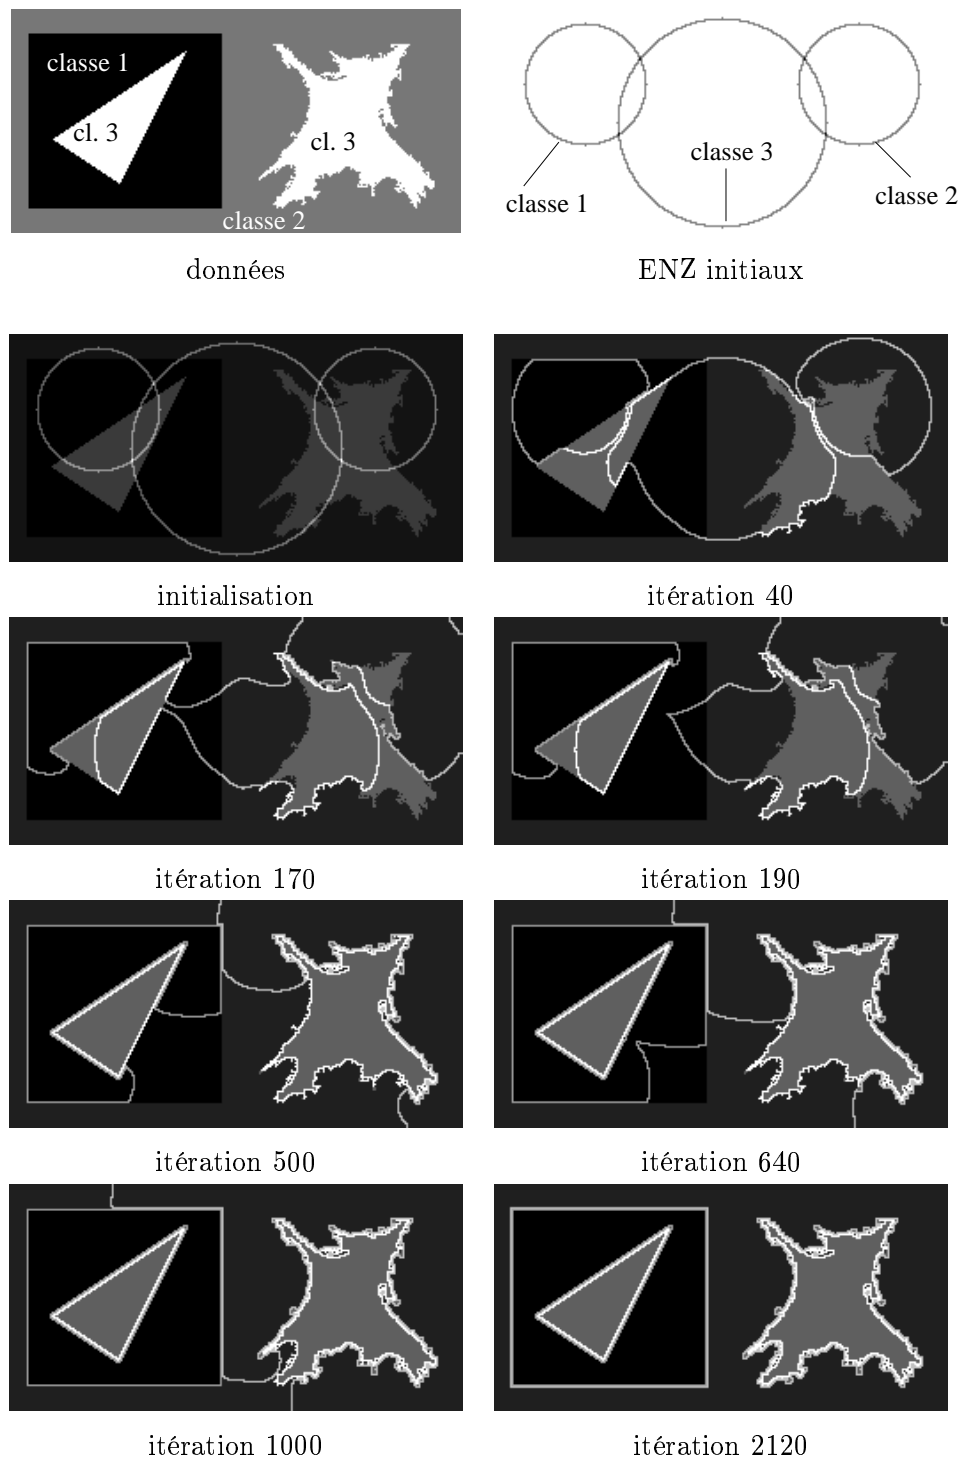 classe 1
cl. 3
cl. 3
classe 2
classe 3
classe 1
classe 2
données
ENZ initiaux
initialisation
itération 40
itération 170
itération 190
itération 500
itération 640
itération 1000
itération 2120